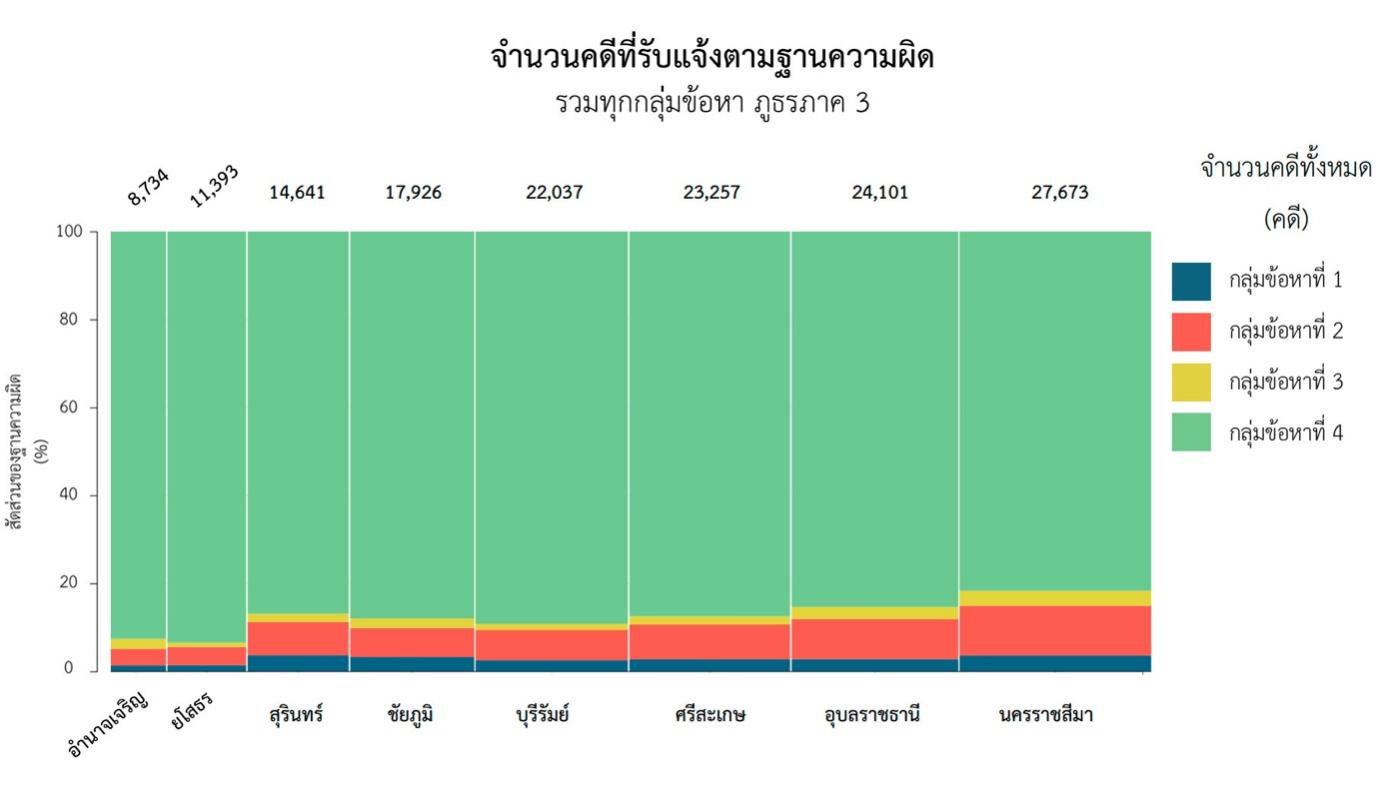 จำนวนคดีที่รับแจ้งตามฐานความผิด
รวมทุกกลุ่มข้อหา ภูธรภาค 3
จำนวนคดีทั้งหมด
(คดี)
8,734
11,393
14,641
17,926
22,037
23,257
24,101
27,673
กลุ่มข้อหาที่ 1
กลุ่มข้อหาที่ 2
กลุ่มข้อหาที่ 3
กลุ่มข้อหาที่ 4
สัดส่วนของฐานความผิด
(%)
100
80
60
40
20
0
อำนาจเจริญ
ยโสธร
สุรินทร์
ชัยภูมิ
บุรีรัมย์
ศรีสะเกษ
อุบลราชธานี
นครราชสีมา